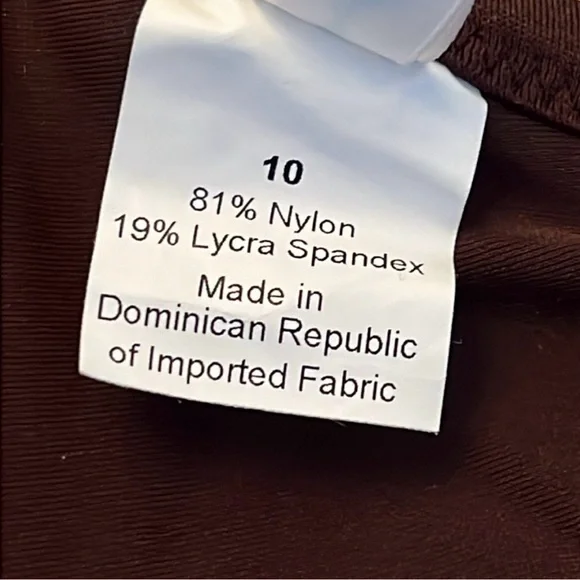 10
81% Nylon
19% Lycra Spandex
Made in
Dominican Republic
of Imported Fabric